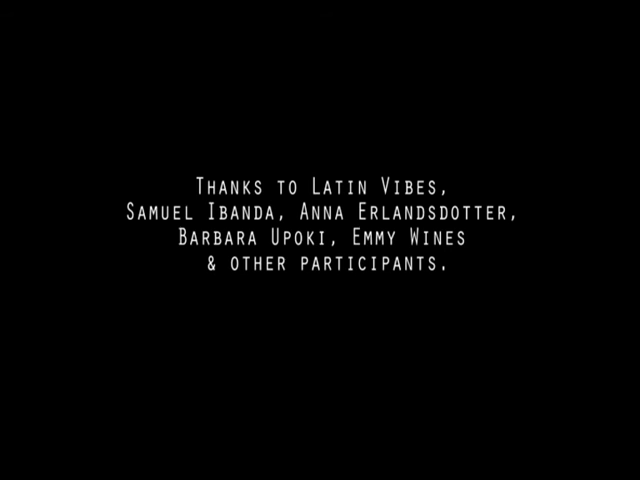 Thanks to Latin Vibes,
Samuel Ibanda, Anna Erlandsdotter,
Barbara Upoki, Emmy Wines
& other participants.